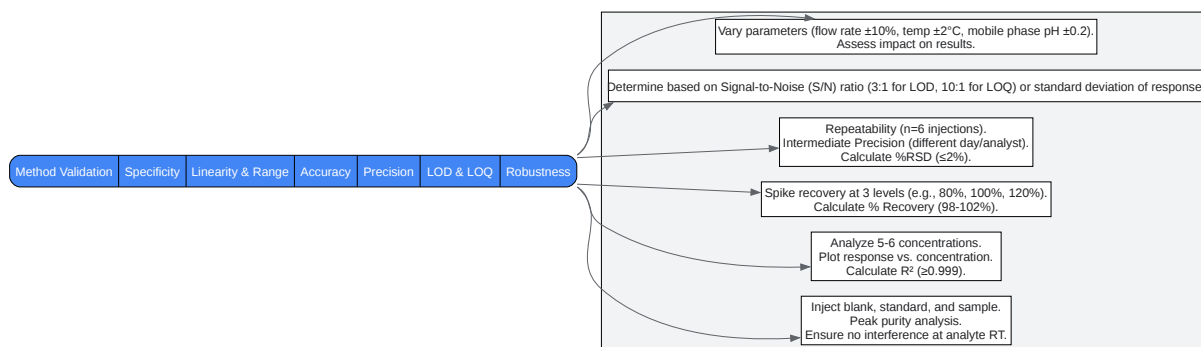 Method Validation
Specificity
Linearity & Range
Accuracy
Precision
LOD & LOQ
Robustness
Vary parameters (flow rate ±10%, temp ±2°C, mobile phase pH ±0.2).
Assess impact on results.
Determine based on Signal-to-Noise (S/N) ratio (3:1 for LOD, 10:1 for LOQ) or standard deviation of response
Repeatability (n=6 injections).
Intermediate Precision (different day/analyst).
Calculate %RSD (≤2%).
Spike recovery at 3 levels (e.g., 80%, 100%, 120%).
Calculate % Recovery (98-102%).
Analyze 5-6 concentrations.
Plot response vs. concentration.
Calculate R² (≥0.999).
Inject blank, standard, and sample.
Peak purity analysis.
Ensure no interference at analyte RT.